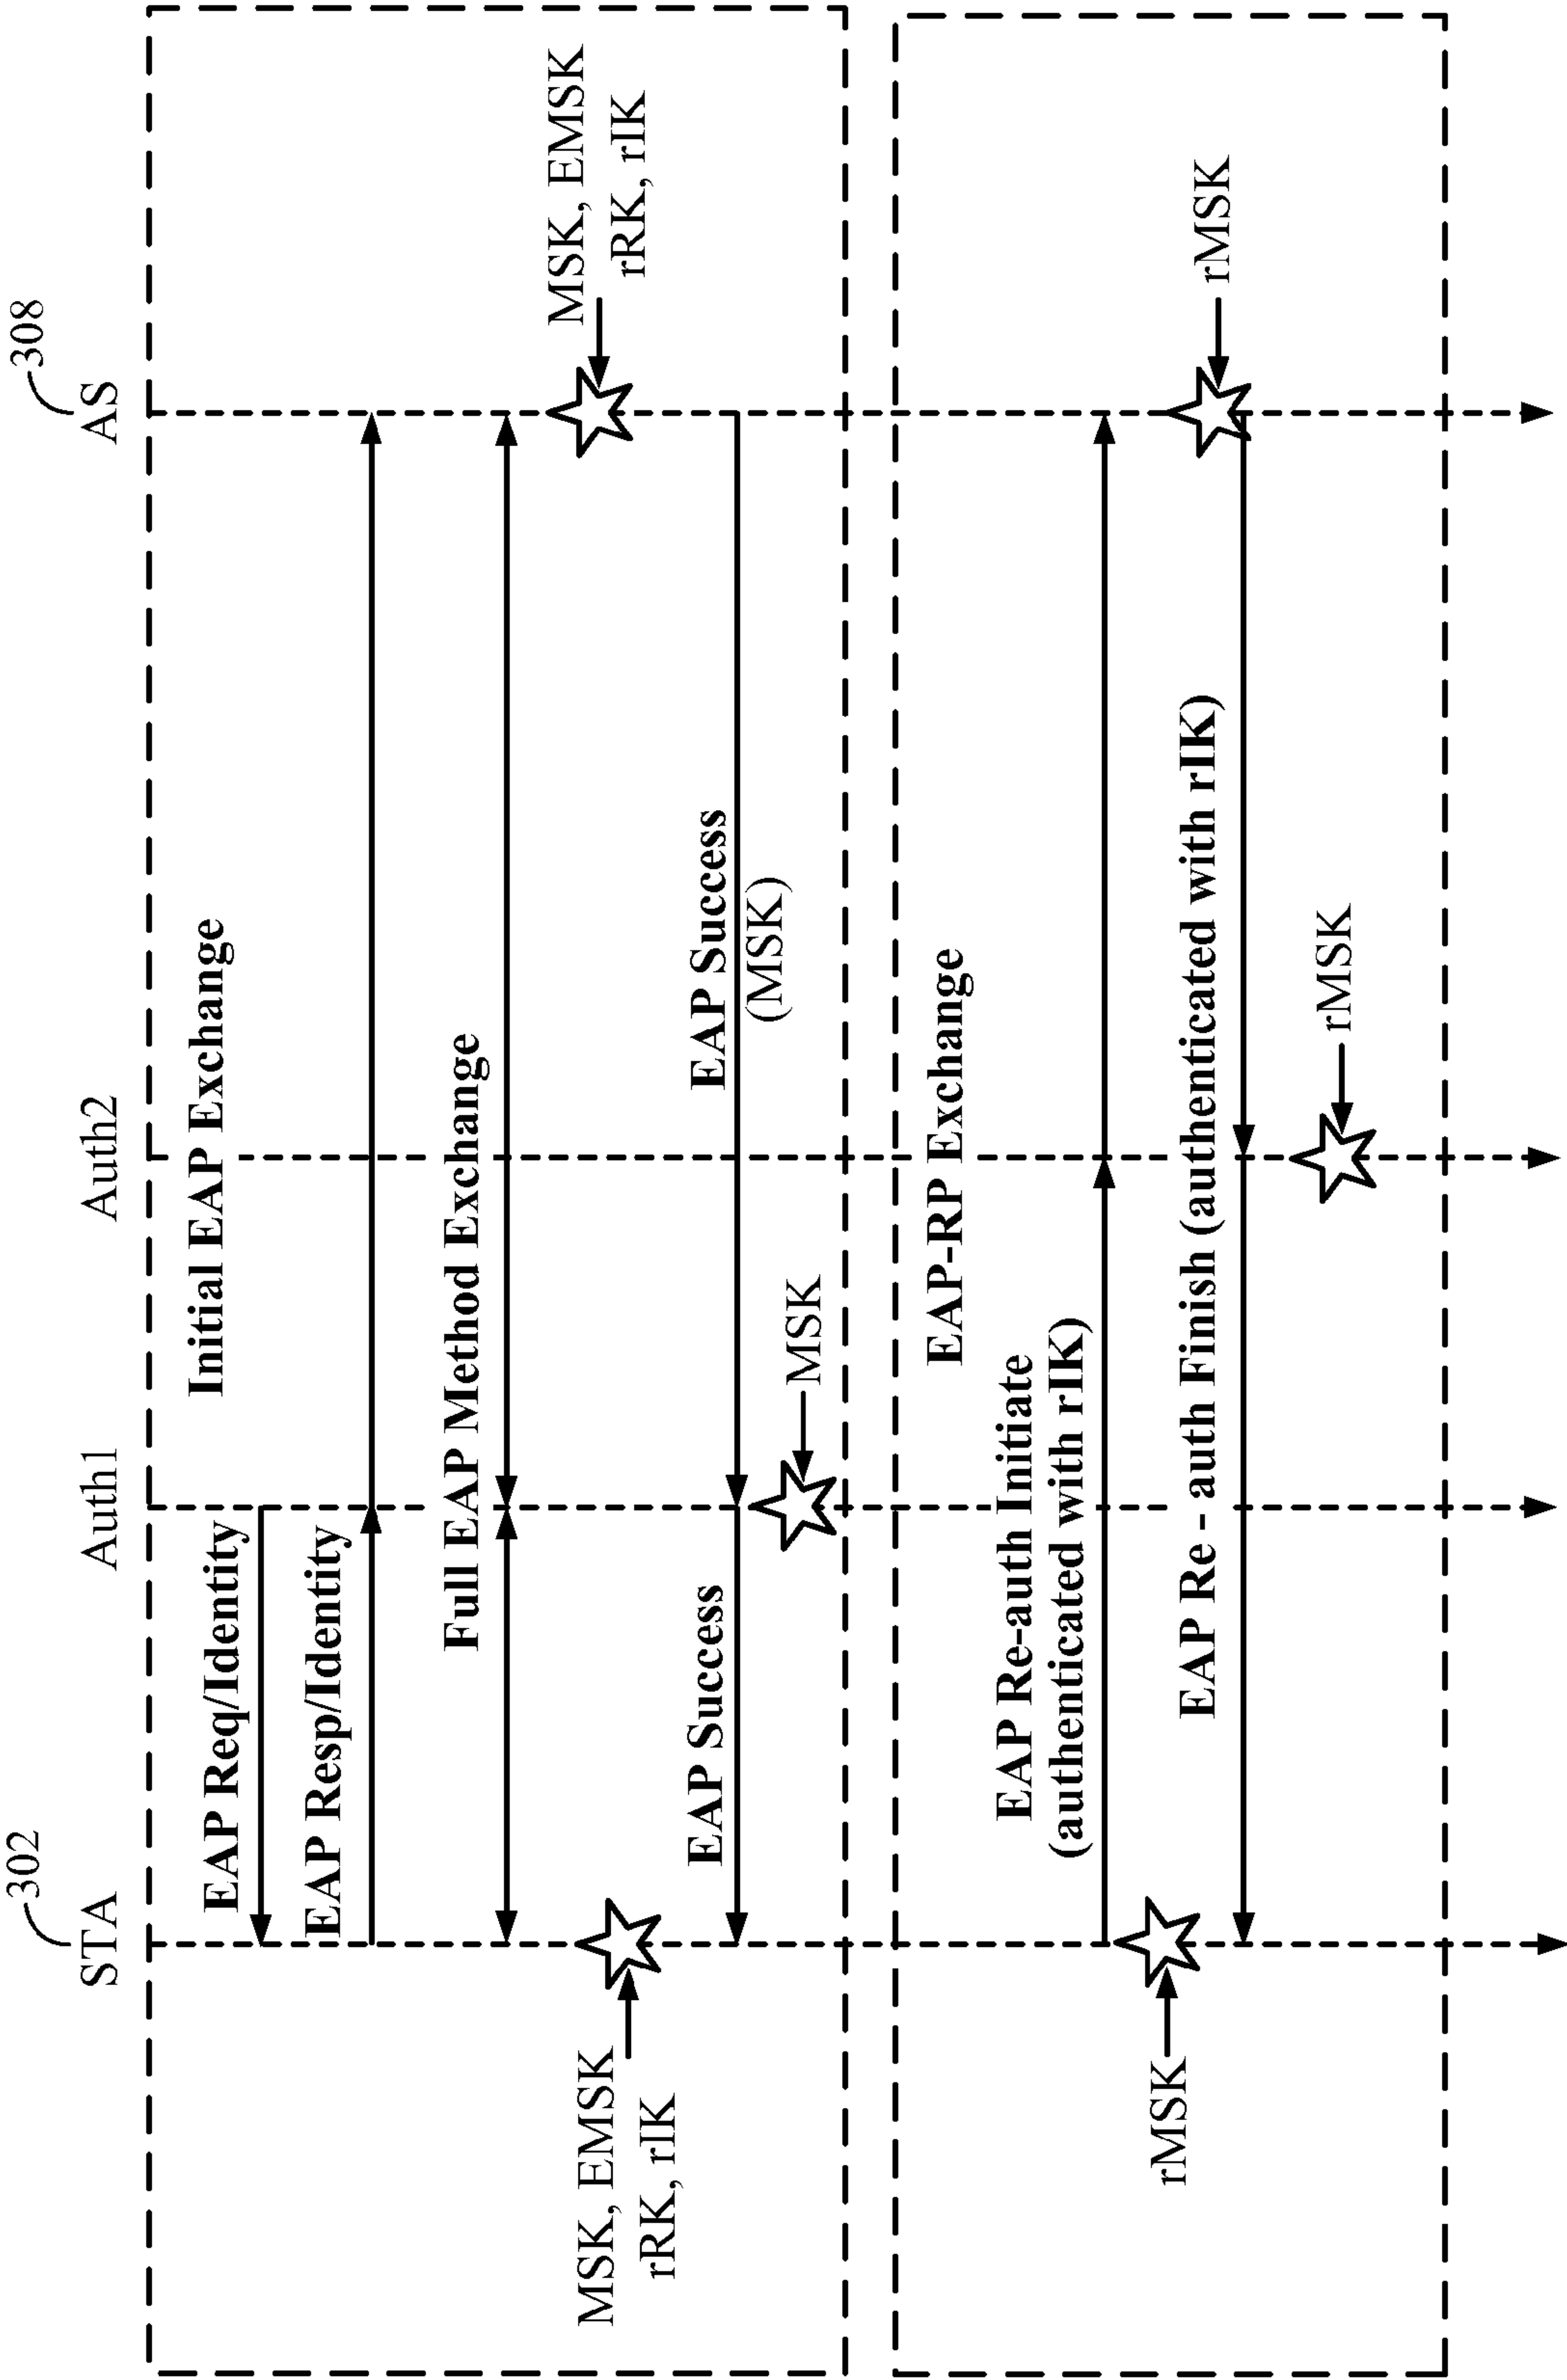 302
308
STA
Auth1
Auth2
AS
Initial EAP Exchange
EAP Req/Identity
EAP Resp/Identity
Full EAP Method Exchange
MSK, EMSK
rRK, rIK
MSK, EMSK
rRK, rIK
EAP Success
EAP Success
(MSK)
MSK
EAP-RP Exchange
EAP Re-auth Initiate
(authenticated with rIK)
rMSK
EAP Re - auth Finish (authenticated with rIK)
rMSK
rMSK